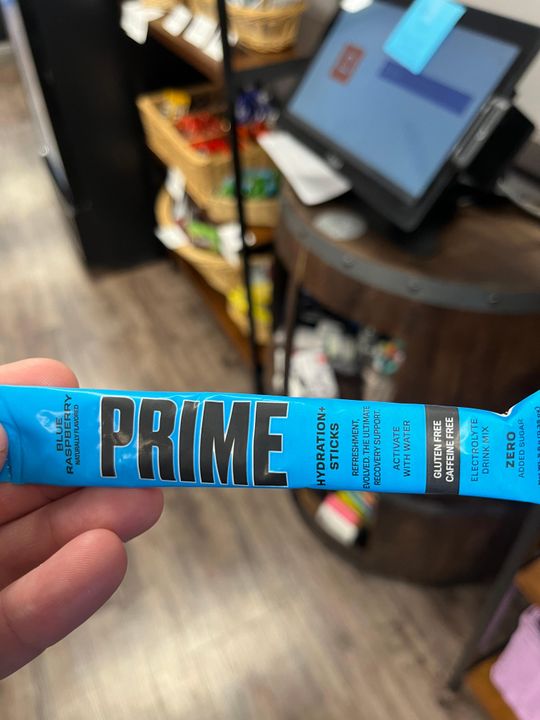 BLUE
RASPBERRY
NATURALLY FLAVORED
PRIME
HYDRATION+
STICKS
REFRESHMENT,
EVOLVED. THE ULTIMATE
RECOVERY SUPPORT.
ACTIVATE
WITH WATER
GLUTEN FREE
CAFFEINE FREE
ELECTROLYTE
DRINK MIX
ZERO
ADDED SUGAR